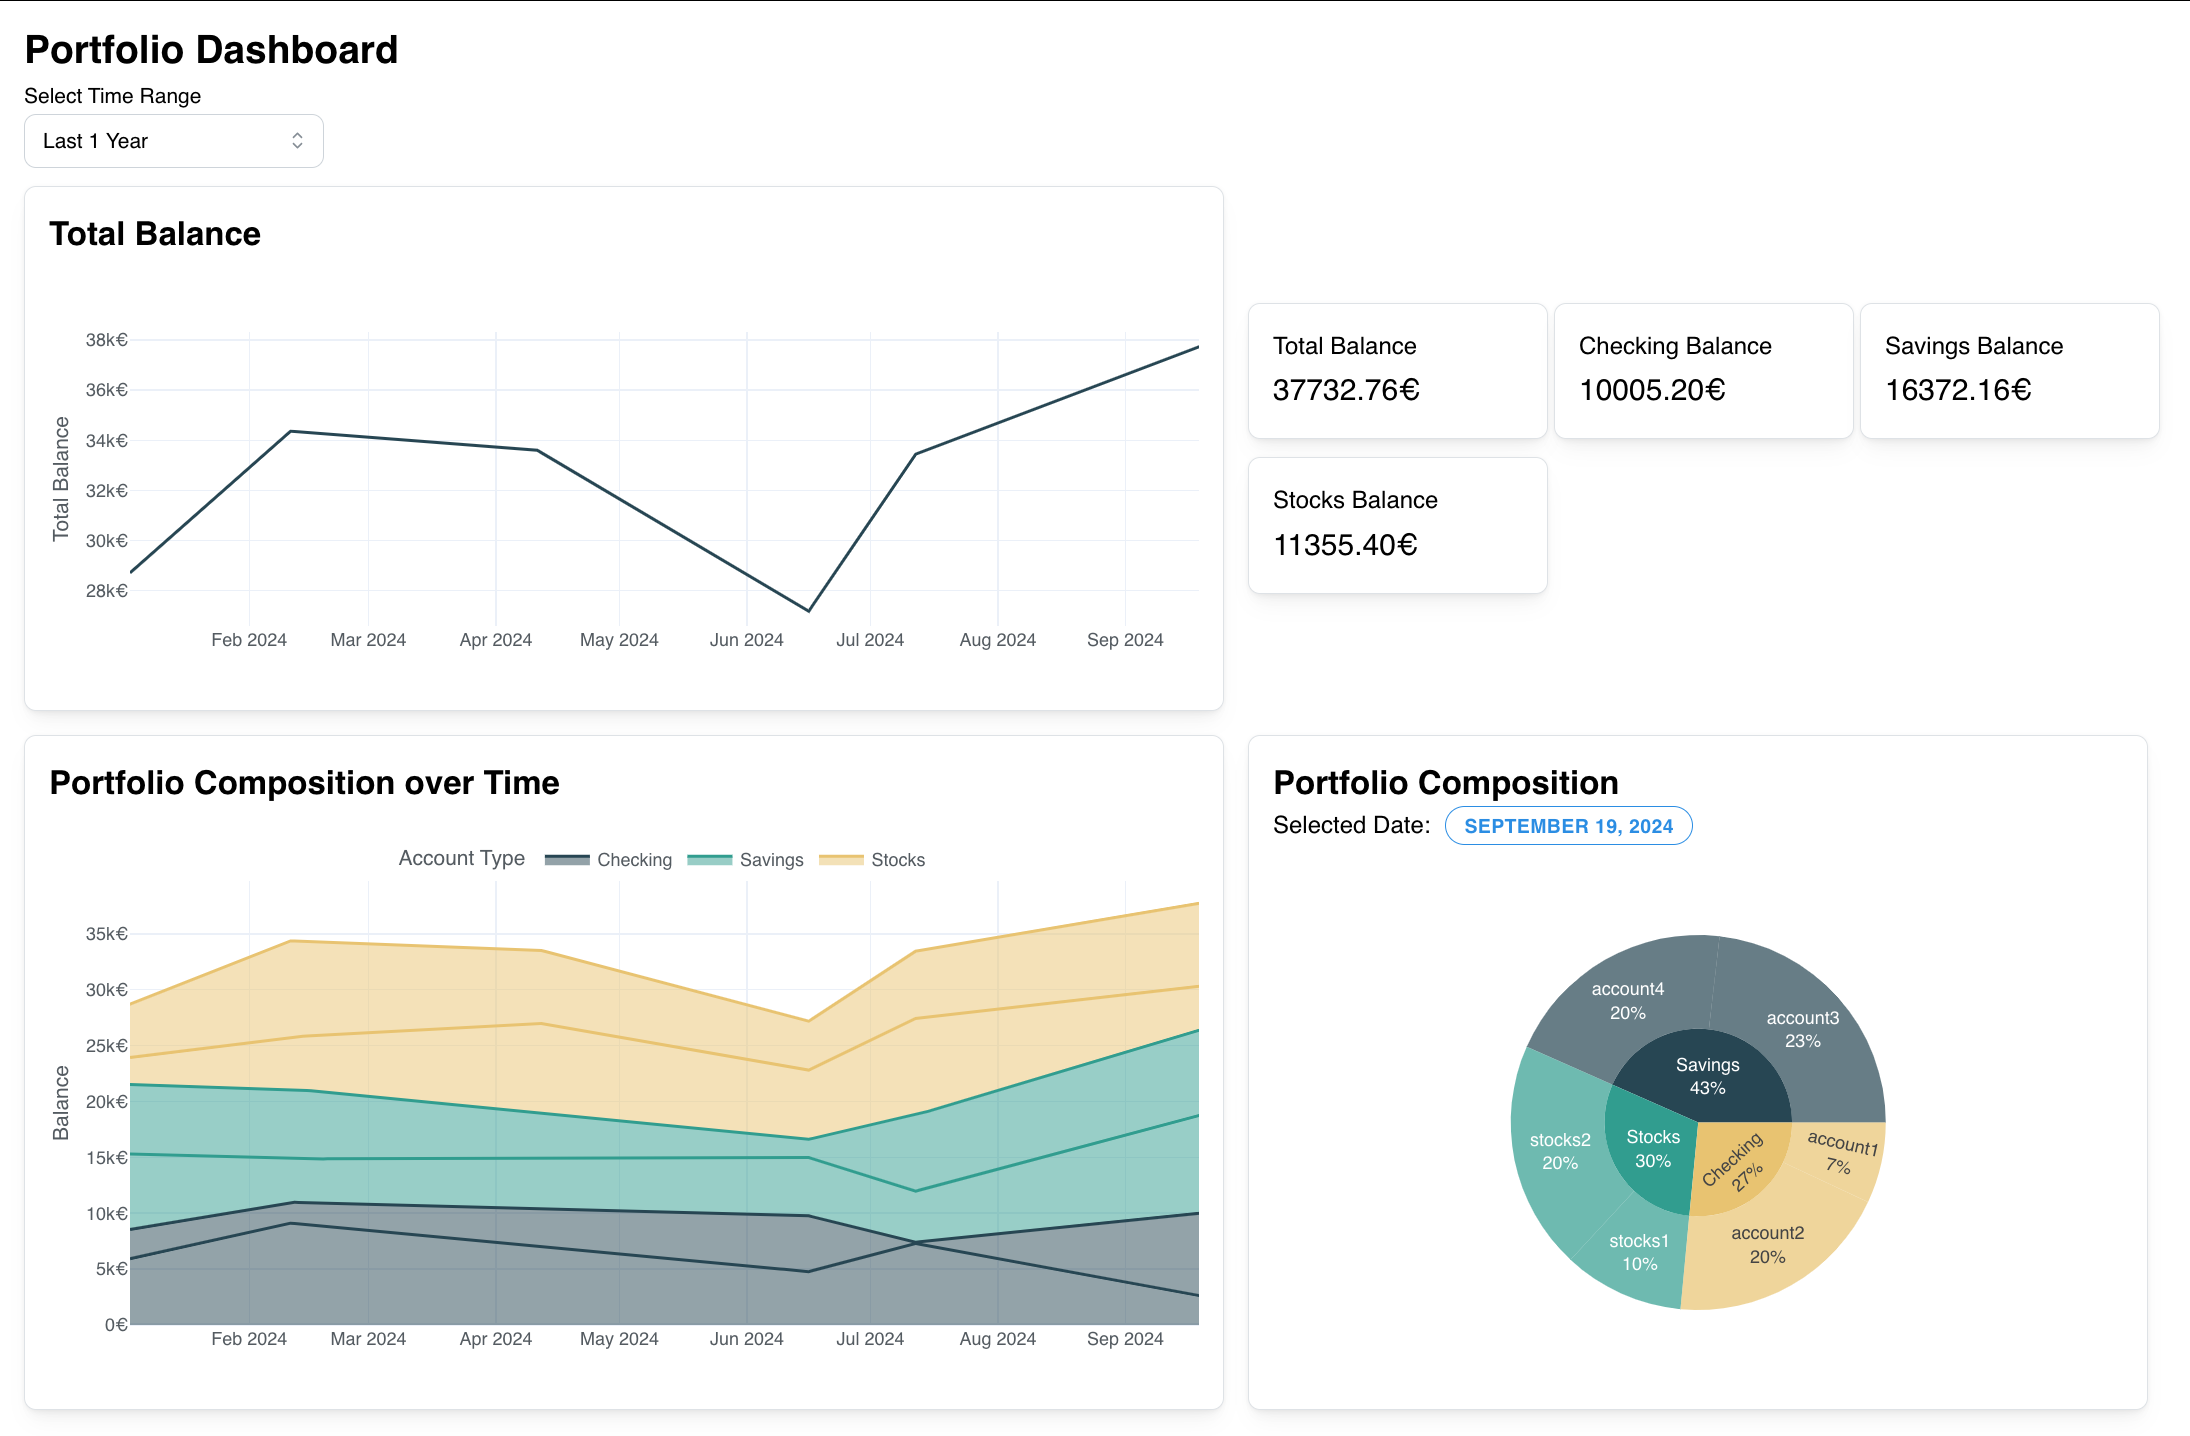 Portfolio Dashboard
Select Time Range
Last 1 Year
Total Balance
Total Balance
38k€
36k€
34k€
32k€
30k€
28k€
Feb 2024 Mar 2024 Apr 2024 May 2024 Jun 2024 Jul 2024 Aug 2024 Sep 2024
Total Balance
37732.76€
Checking Balance
10005.20€
Savings Balance
16372.16€
Stocks Balance
11355.40€
Portfolio Composition over Time
Account Type Checking Savings Stocks
Balance
35k€
30k€
25k€
20k€
15k€
10k€
5k€
0€
Feb 2024 Mar 2024 Apr 2024 May 2024 Jun 2024 Jul 2024 Aug 2024 Sep 2024
Portfolio Composition
Selected Date: SEPTEMBER 19, 2024
account4
20%
account3
23%
Savings
43%
stocks2
20%
Stocks
30%
Checking
27%
account1
7%
stocks1
10%
account2
20%